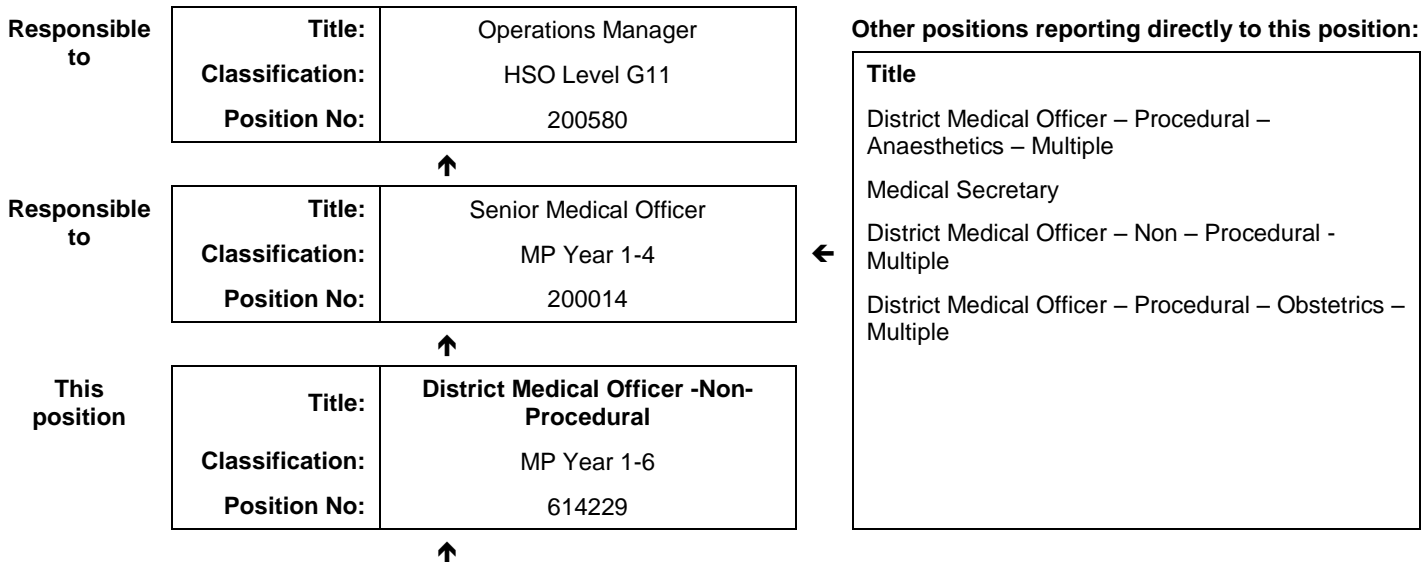 Responsible
to
Title: Operations Manager
Classification: HSO Level G11
Position No: 200580
Responsible
to
Title: Senior Medical Officer
Classification: MP Year 1-4
Position No: 200014
This
position
Title: District Medical Officer -Non-
Procedural
Classification: MP Year 1-6
Position No: 614229
Other positions reporting directly to this position:
Title
District Medical Officer – Procedural –
Anaesthetics – Multiple
Medical Secretary
District Medical Officer – Non – Procedural -
Multiple
District Medical Officer – Procedural – Obstetrics –
Multiple